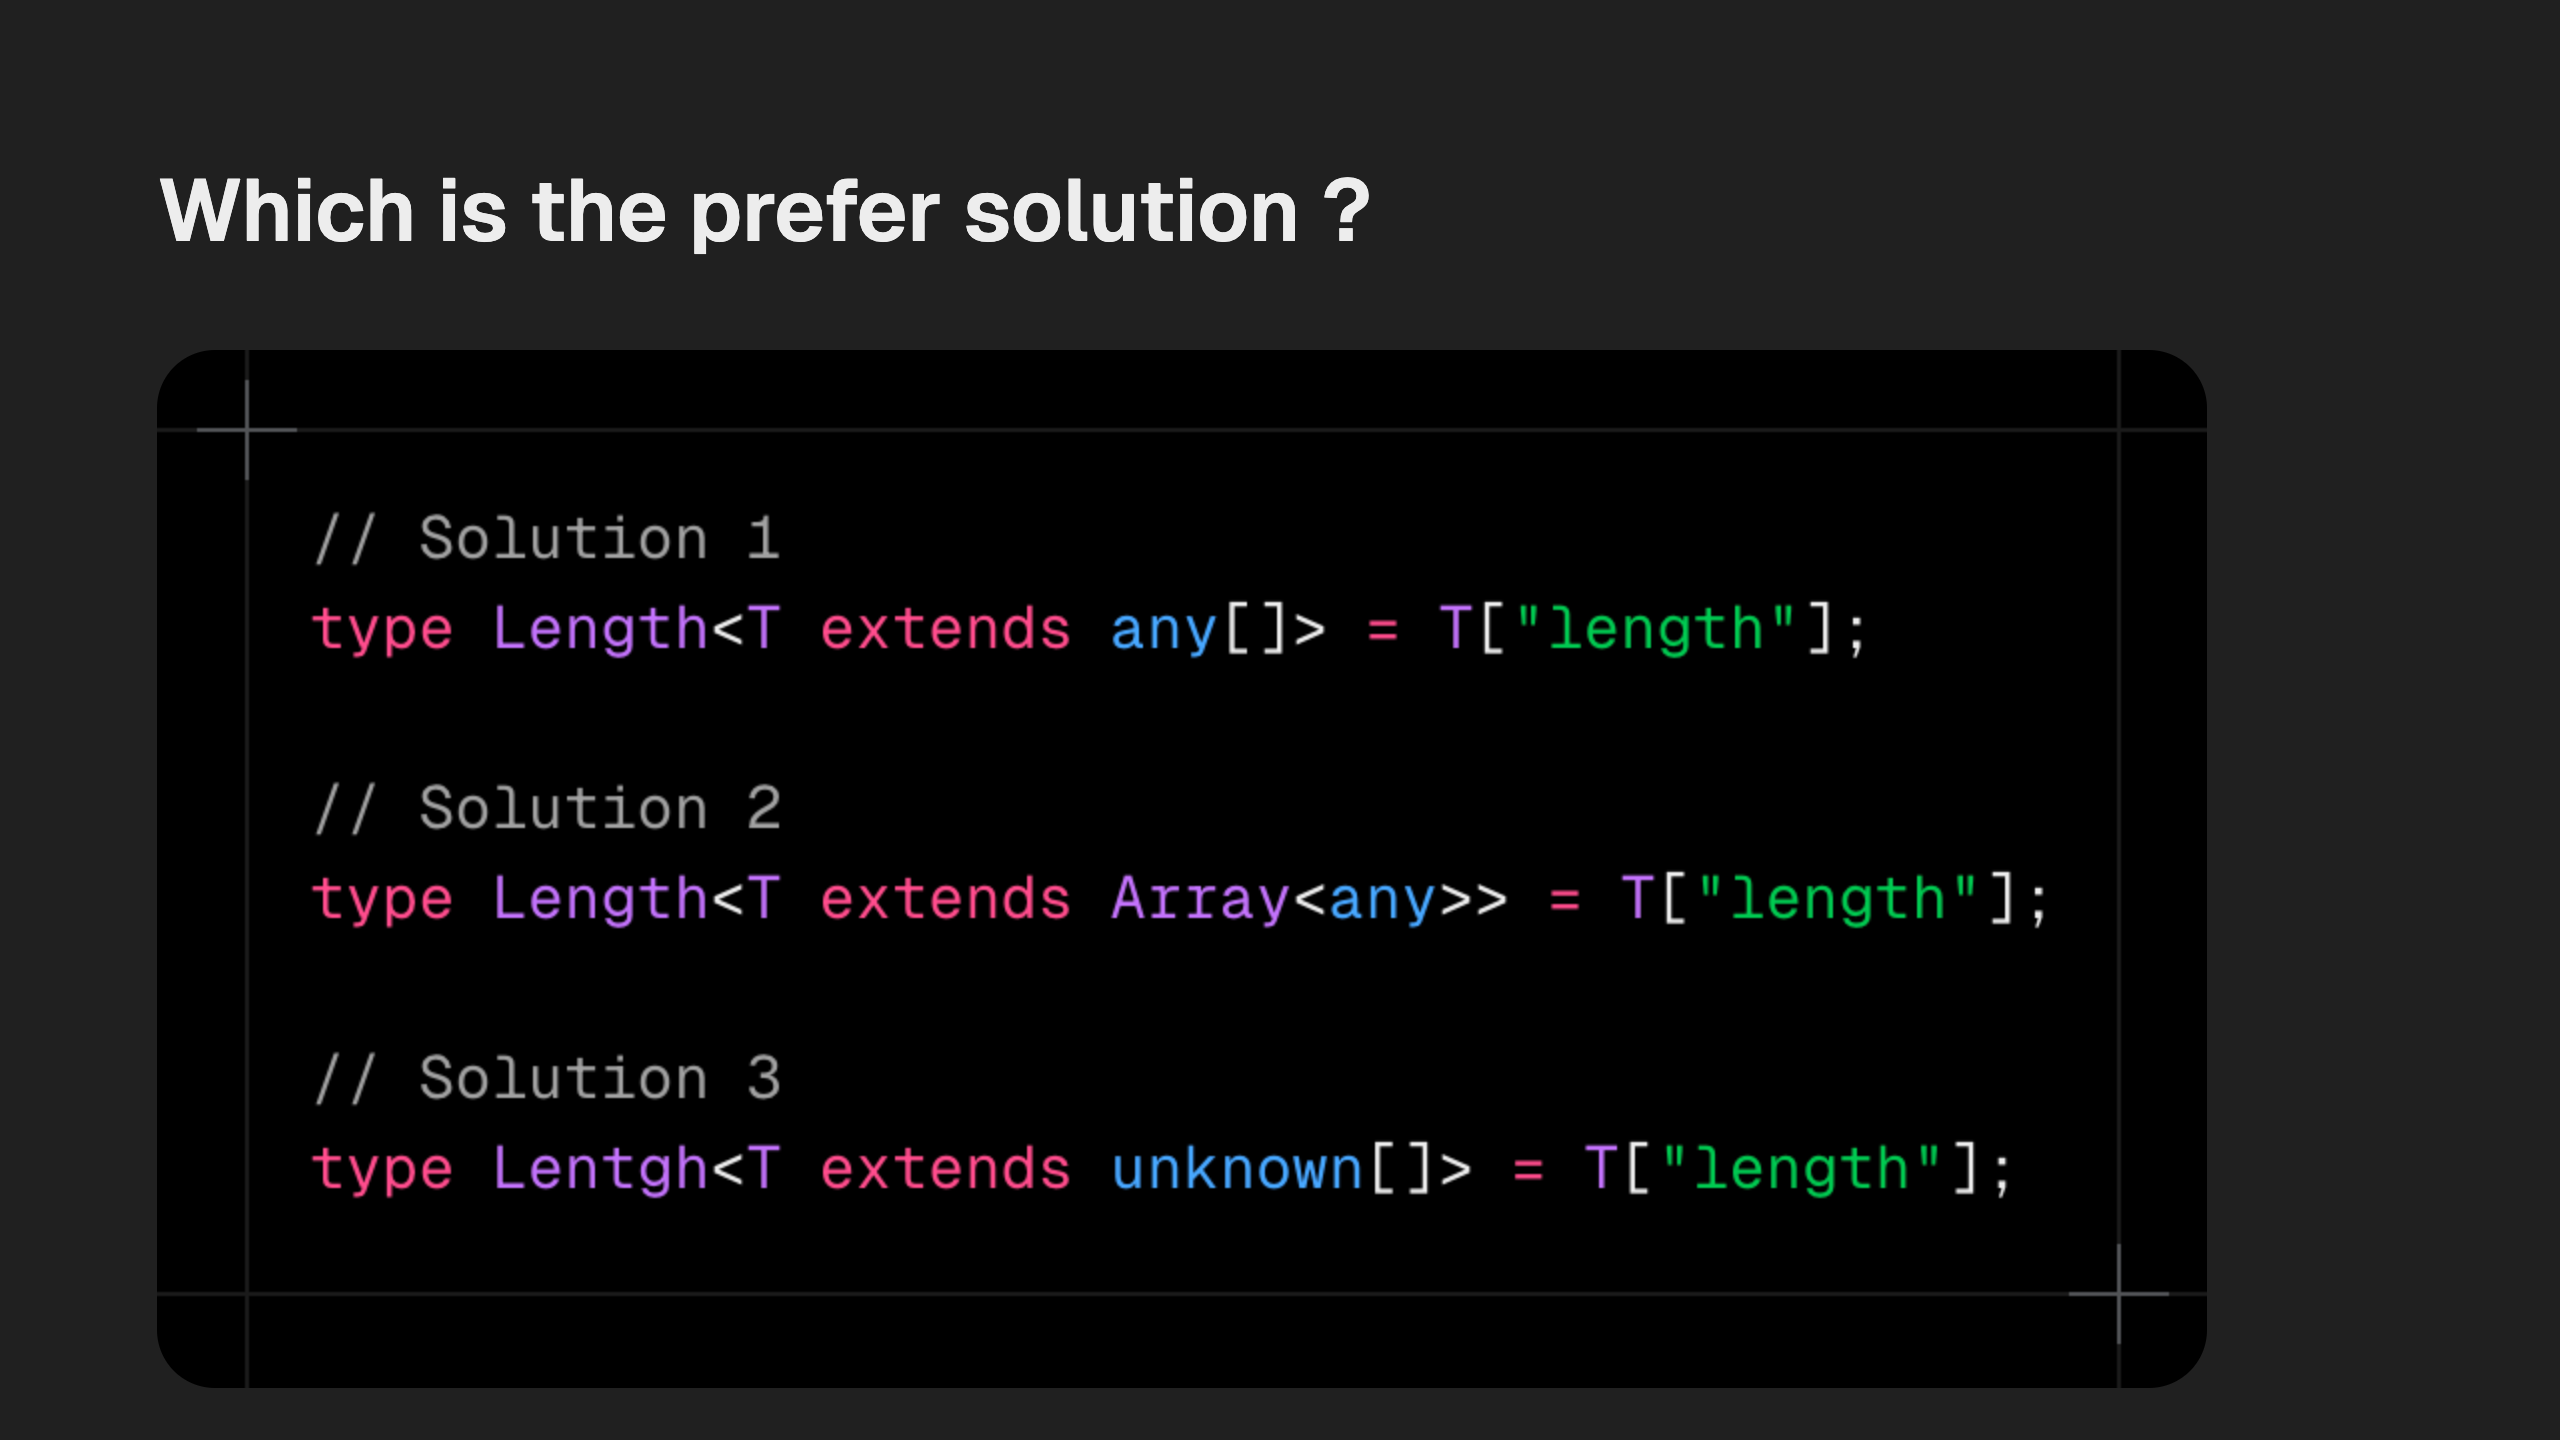 Which is the prefer solution ?
// Solution 1
type Length<T extends any[]> = T["length"];
// Solution 2
type Length<T extends Array<any>> = T["length"];
// Solution 3
type Lentgh<T extends unknown[]> = T["length"];